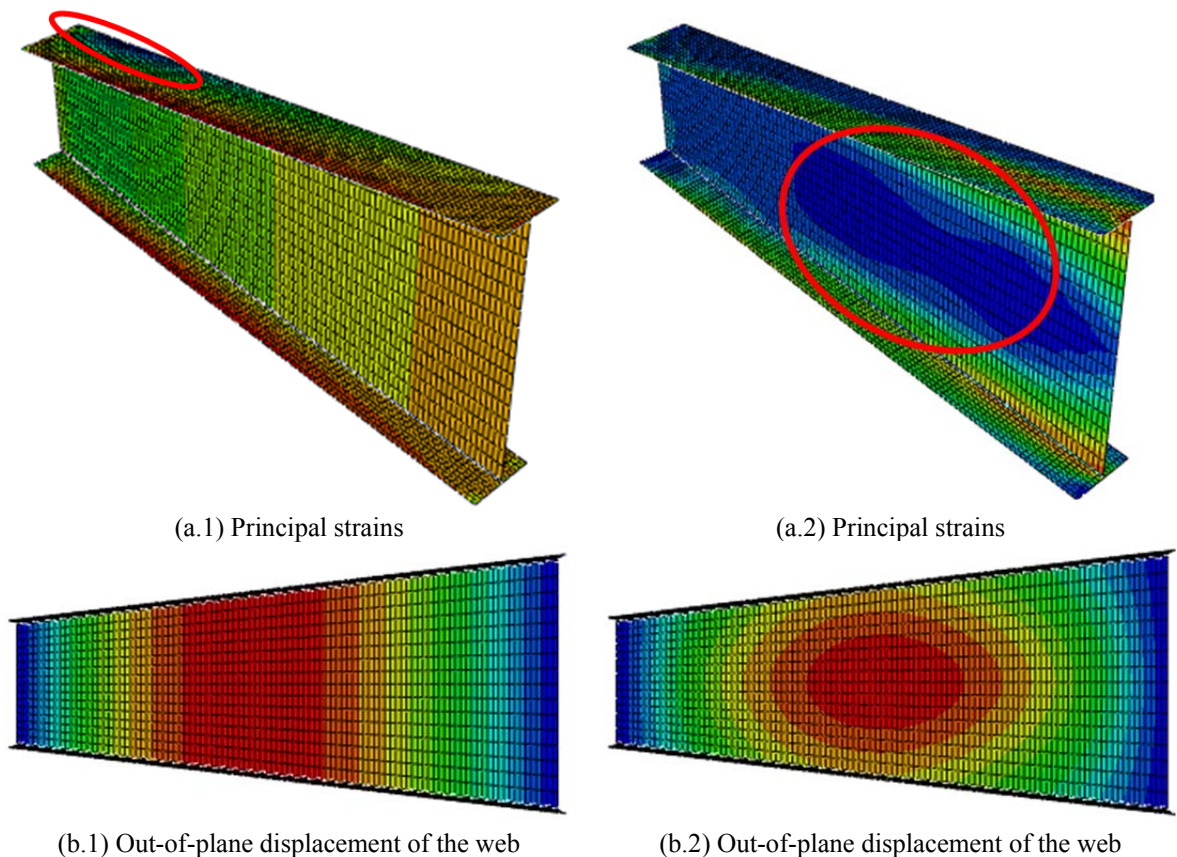 (a.1) Principal strains
(a.2) Principal strains
(b.1) Out-of-plane displacement of the web
(b.2) Out-of-plane displacement of the web